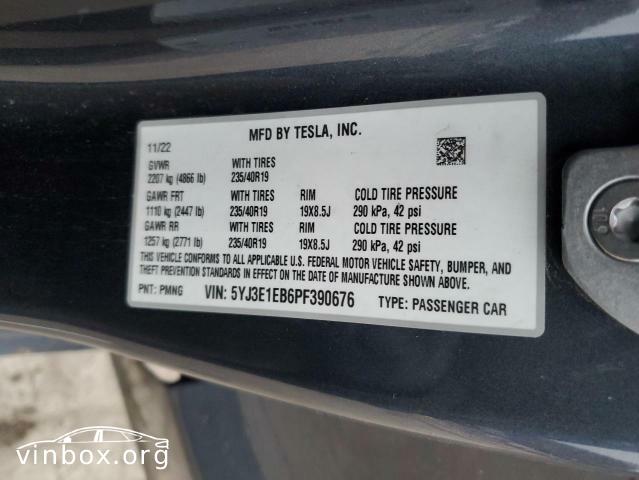 MFD BY TESLA, INC.
11/22
GVWR WITH TIRES
2207 kg (4866 lb) 235/40R19
GAWR FRT WITH TIRES RIM COLD TIRE PRESSURE
1110 kg (2447 lb) 235/40R19 19X8.5J 290 kPa, 42 psi
GAWR RR WITH TIRES RIM COLD TIRE PRESSURE
1257 kg (2771 lb) 235/40R19 19X8.5J 290 kPa, 42 psi
THIS VEHICLE CONFORMS TO ALL APPLICABLE U.S. FEDERAL MOTOR VEHICLE SAFETY, BUMPER, AND
THEFT PREVENTION STANDARDS IN EFFECT ON THE DATE OF MANUFACTURE SHOWN ABOVE.
PNT: PMNG VIN: 5YJ3E1EB6PF390676 TYPE: PASSENGER CAR
vinbox.org